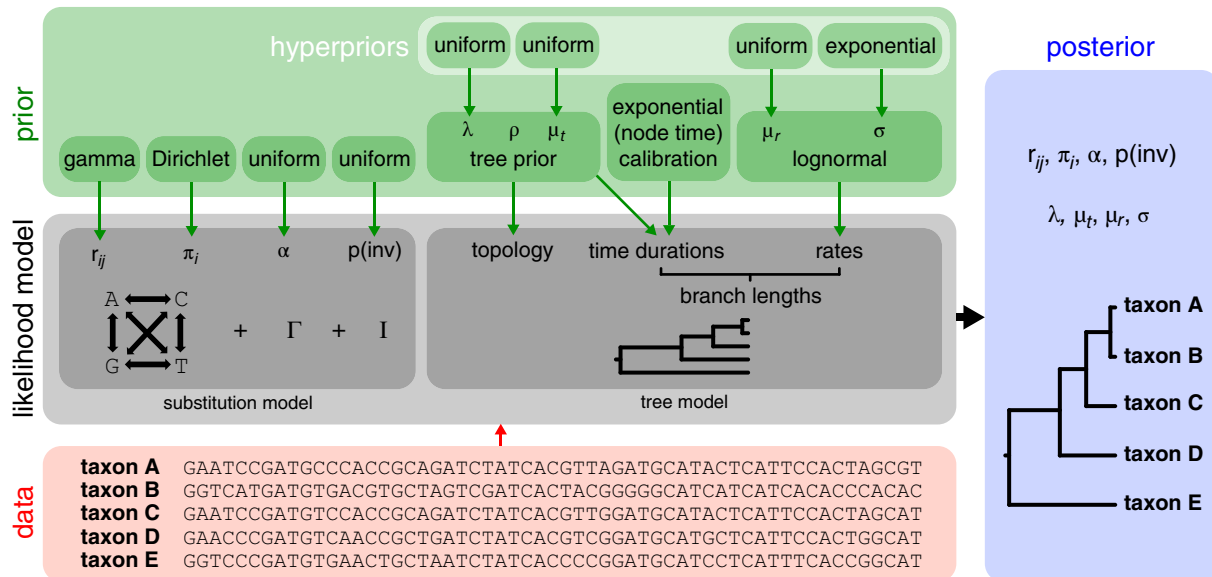 hyperpriors
uniform uniform uniform exponential
posterior
prior
exponential
(node time)
calibration
λ ρ μt μr σ
tree prior lognormal
gamma Dirichlet uniform uniform
rij, πi, α, p(inv)
λ, μt, μr, σ
likelihood model
rij πi α p(inv) topology time durations rates
branch lengths
A C
+ Γ + I
G T
substitution model tree model
taxon A
taxon B
taxon C
taxon D
taxon E
data
taxon A GAATCCGATGCCCACCGCAGATCTATCACGTTAGATGCATACTCATTCCACTAGCGT
taxon B GGTCATGATGTGACGTGCTAGTCGATCACTACGGGGGCATCATCATCACACCCACAC
taxon C GAATCCGATGTCCACCGCAGATCTATCACGTTGGATGCATACTCATTCCACTAGCAT
taxon D GAACCCGATGTCAACCGCTGATCTATCACGTCGGATGCATGCTCATTCCACTGGCAT
taxon E GGTCCCGATGTGAACTGCTAATCTATCACCCCGGATGCATCCTCATTTCACCGGCAT